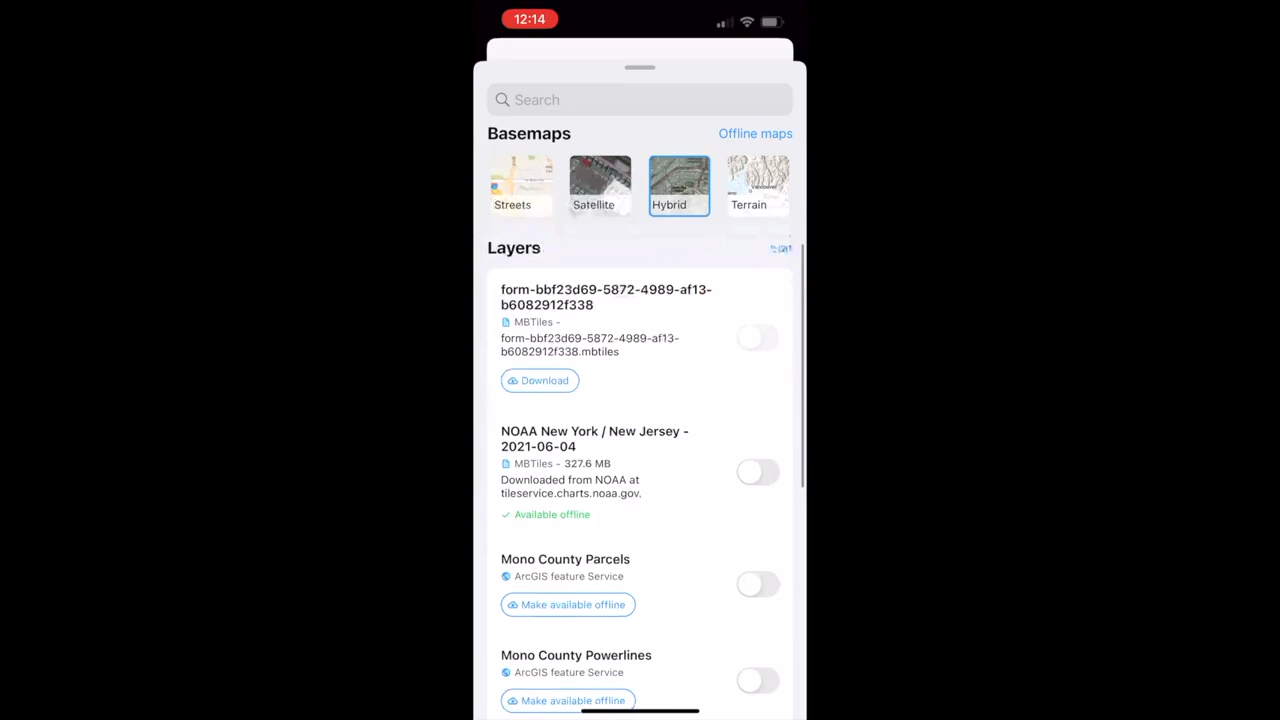 12:14
Search
Basemaps
Offline maps
Streets
Satellite
Hybrid
Terrain
Layers
form-bbf23d69-5872-4989-af13-
b6082912f338
MBTiles -
form-bbf23d69-5872-4989-af13-
b6082912f338.mbtiles
Download
NOAA New York / New Jersey -
2021-06-04
MBTiles - 327.6 MB
Downloaded from NOAA at
tileservice.charts.noaa.gov.
Available offline
Mono County Parcels
ArcGIS feature Service
Make available offline
Mono County Powerlines
ArcGIS feature Service
Make available offline